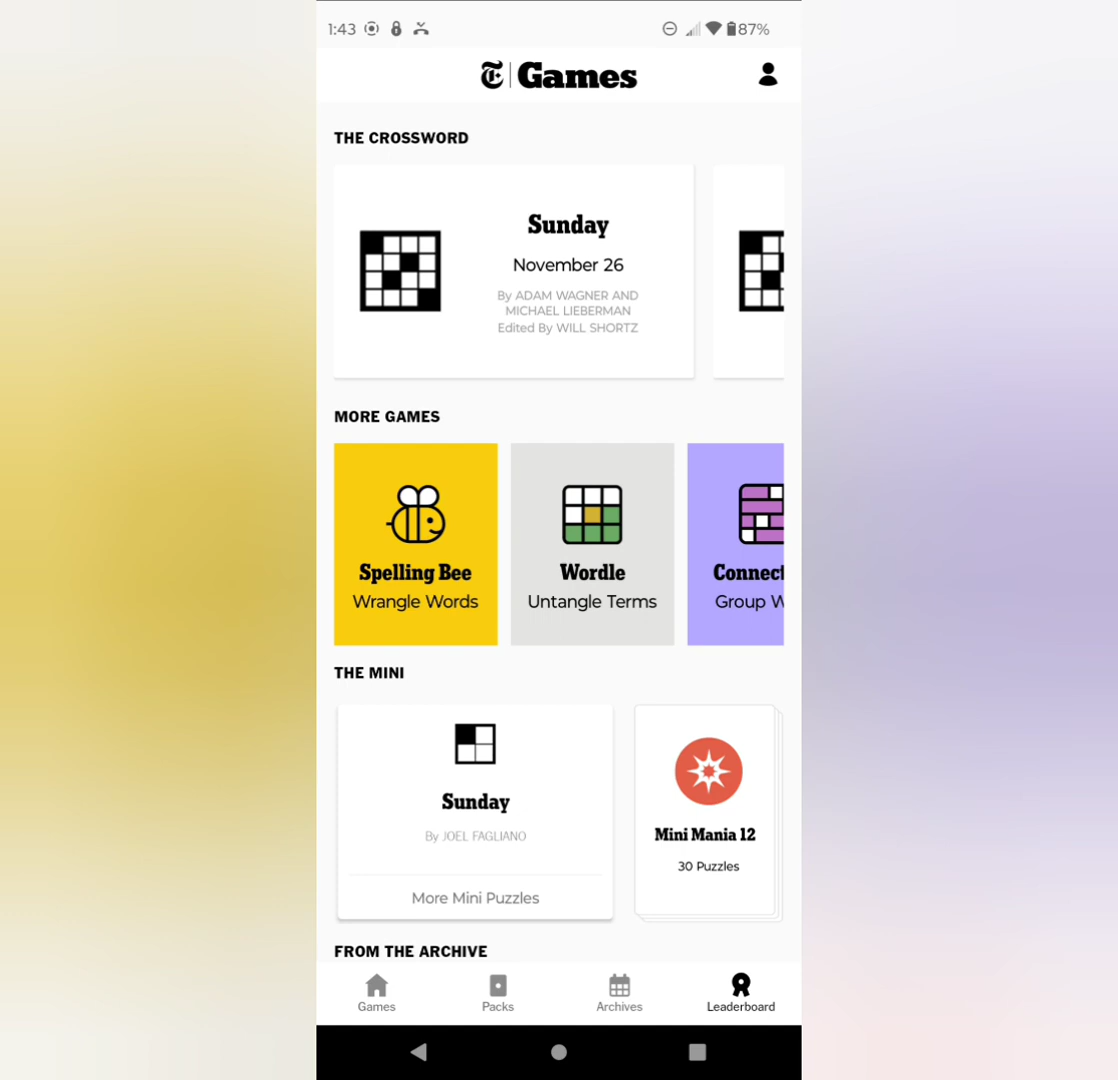 1:43
87%
T Games
THE CROSSWORD
Sunday
November 26
By ADAM WAGNER AND
MICHAEL LIEBERMAN
Edited By WILL SHORTZ
MORE GAMES
Spelling Bee
Wrangle Words
Wordle
Untangle Terms
Connect
Group W
THE MINI
Sunday
By JOEL FAGLIANO
More Mini Puzzles
Mini Mania 12
30 Puzzles
FROM THE ARCHIVE
Games
Packs
Archives
Leaderboard